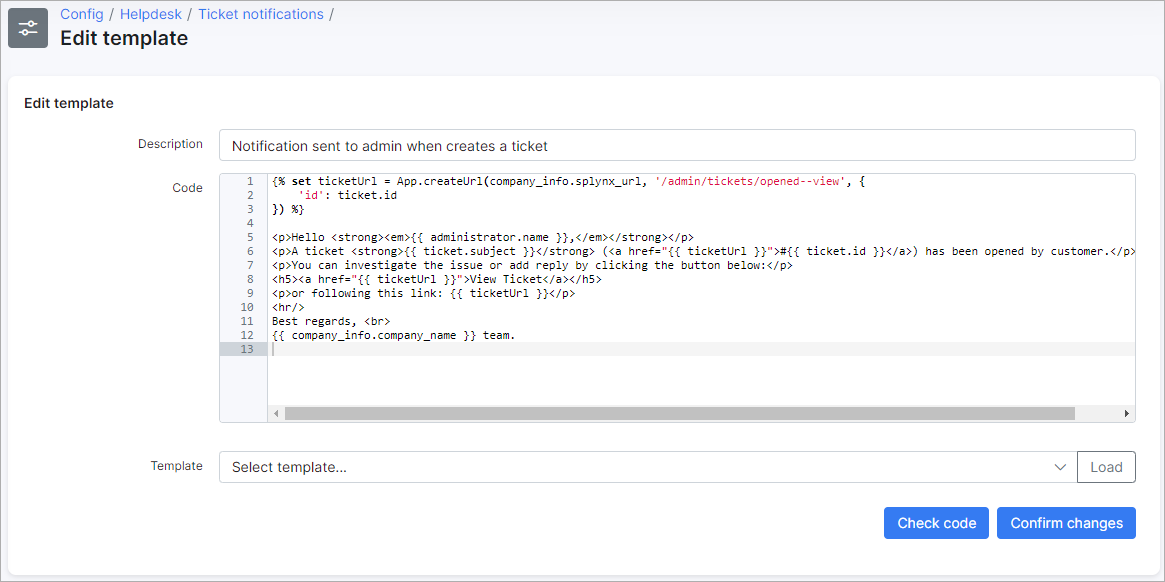 Config / Helpdesk / Ticket notifications /
Edit template
Edit template
Description
Notification sent to admin when creates a ticket
Code
1 {% set ticketUrl = App.createUrl(company_info.splynx_url, '/admin/tickets/opened--view', {
2     'id': ticket.id
3 }) %}
4
5 <p>Hello <strong><em>{{ administrator.name }},</em></strong></p>
6 <p>A ticket <strong>{{ ticket.subject }}</strong> (<a href="{{ ticketUrl }}">#{{ ticket.id }}</a>) has been opened by customer.</p>
7 <p>You can investigate the issue or add reply by clicking the button below:</p>
8 <h5><a href="{{ ticketUrl }}">View Ticket</a></h5>
9 <p>or following this link: {{ ticketUrl }}</p>
10 <hr/>
11 Best regards, <br>
12 {{ company_info.company_name }} team.
13
Template
Select template...
Load
Check code
Confirm changes